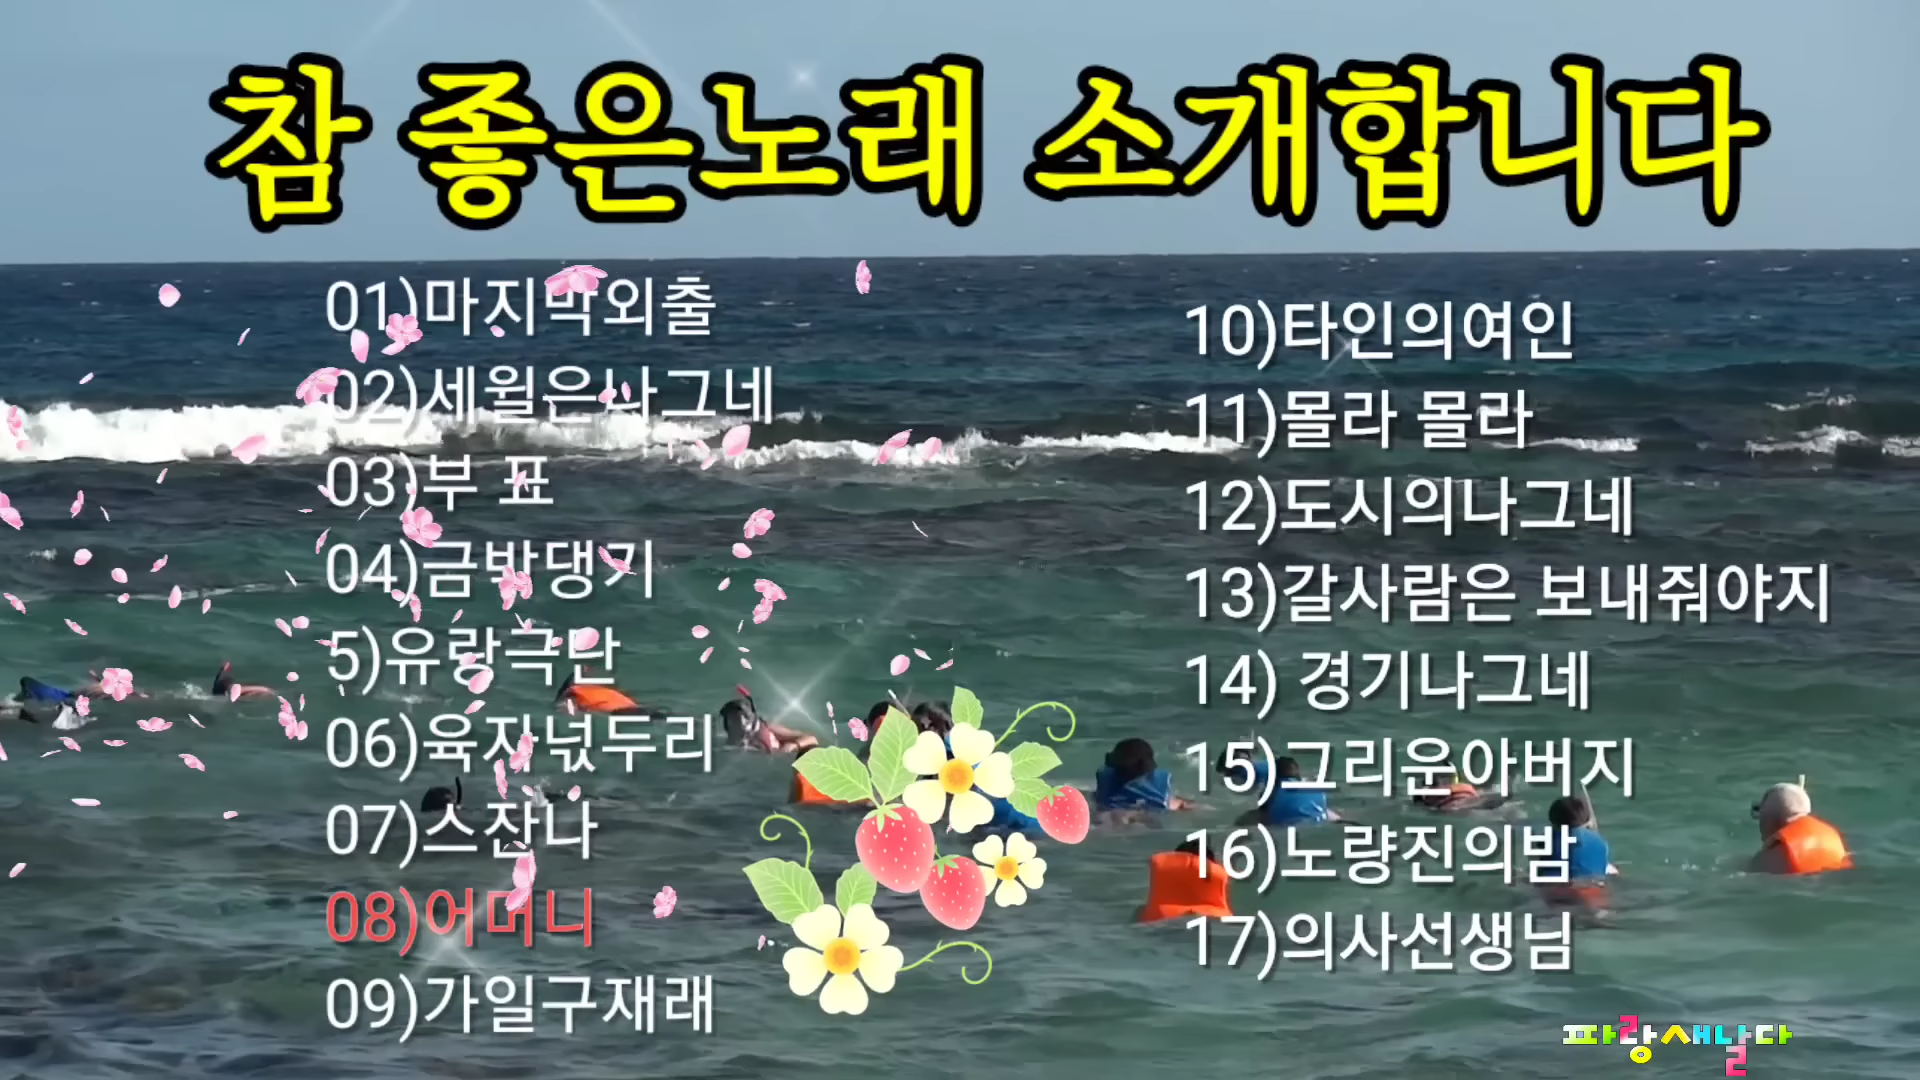 참 좋은노래 소개합니다
01)마지막외출
02)세월은나그네
03)부 표
04)금박댕기
5)유랑극단
06)육자넋두리
07)스잔나
08)어머니
09)가일구재래
10)타인의여인
11)몰라 몰라
12)도시의나그네
13)갈사람은 보내줘야지
14) 경기나그네
15)그리운아버지
16)노량진의밤
17)의사선생님
파랑새날다